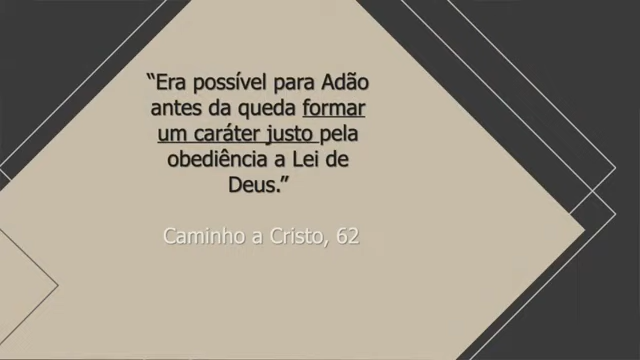 “Era possível para Adão
antes da queda formar
um caráter justo pela
obediência a Lei de
Deus.”
Caminho a Cristo, 62